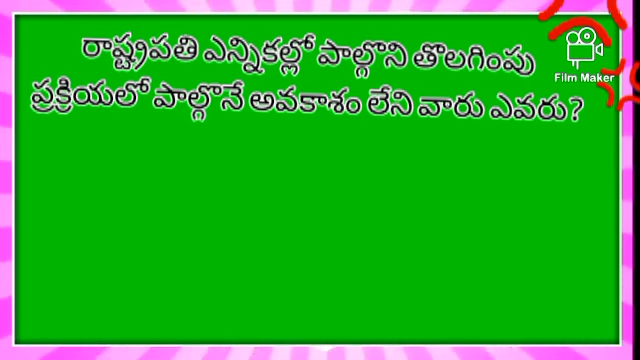 రాష్ట్రపతి ఎన్నికల్లో పాల్గొని తొలగింపు
ప్రక్రియలో పాల్గొనే అవకాశం లేని వారు ఎవరు?
Film Maker